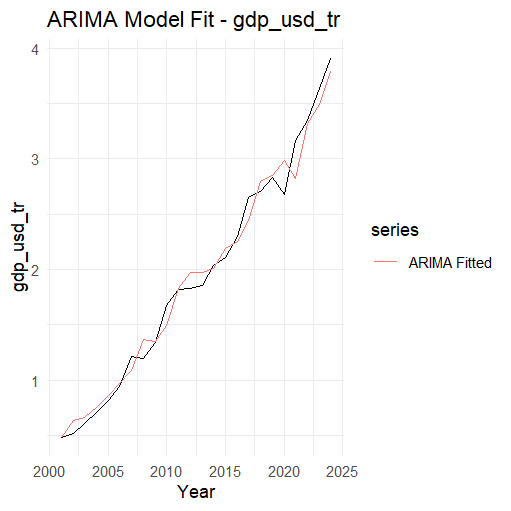 ARIMA Model Fit - gdp_usd_tr
4
3
2
1
gdp_usd_tr
2000 2005 2010 2015 2020 2025
Year
series
ARIMA Fitted